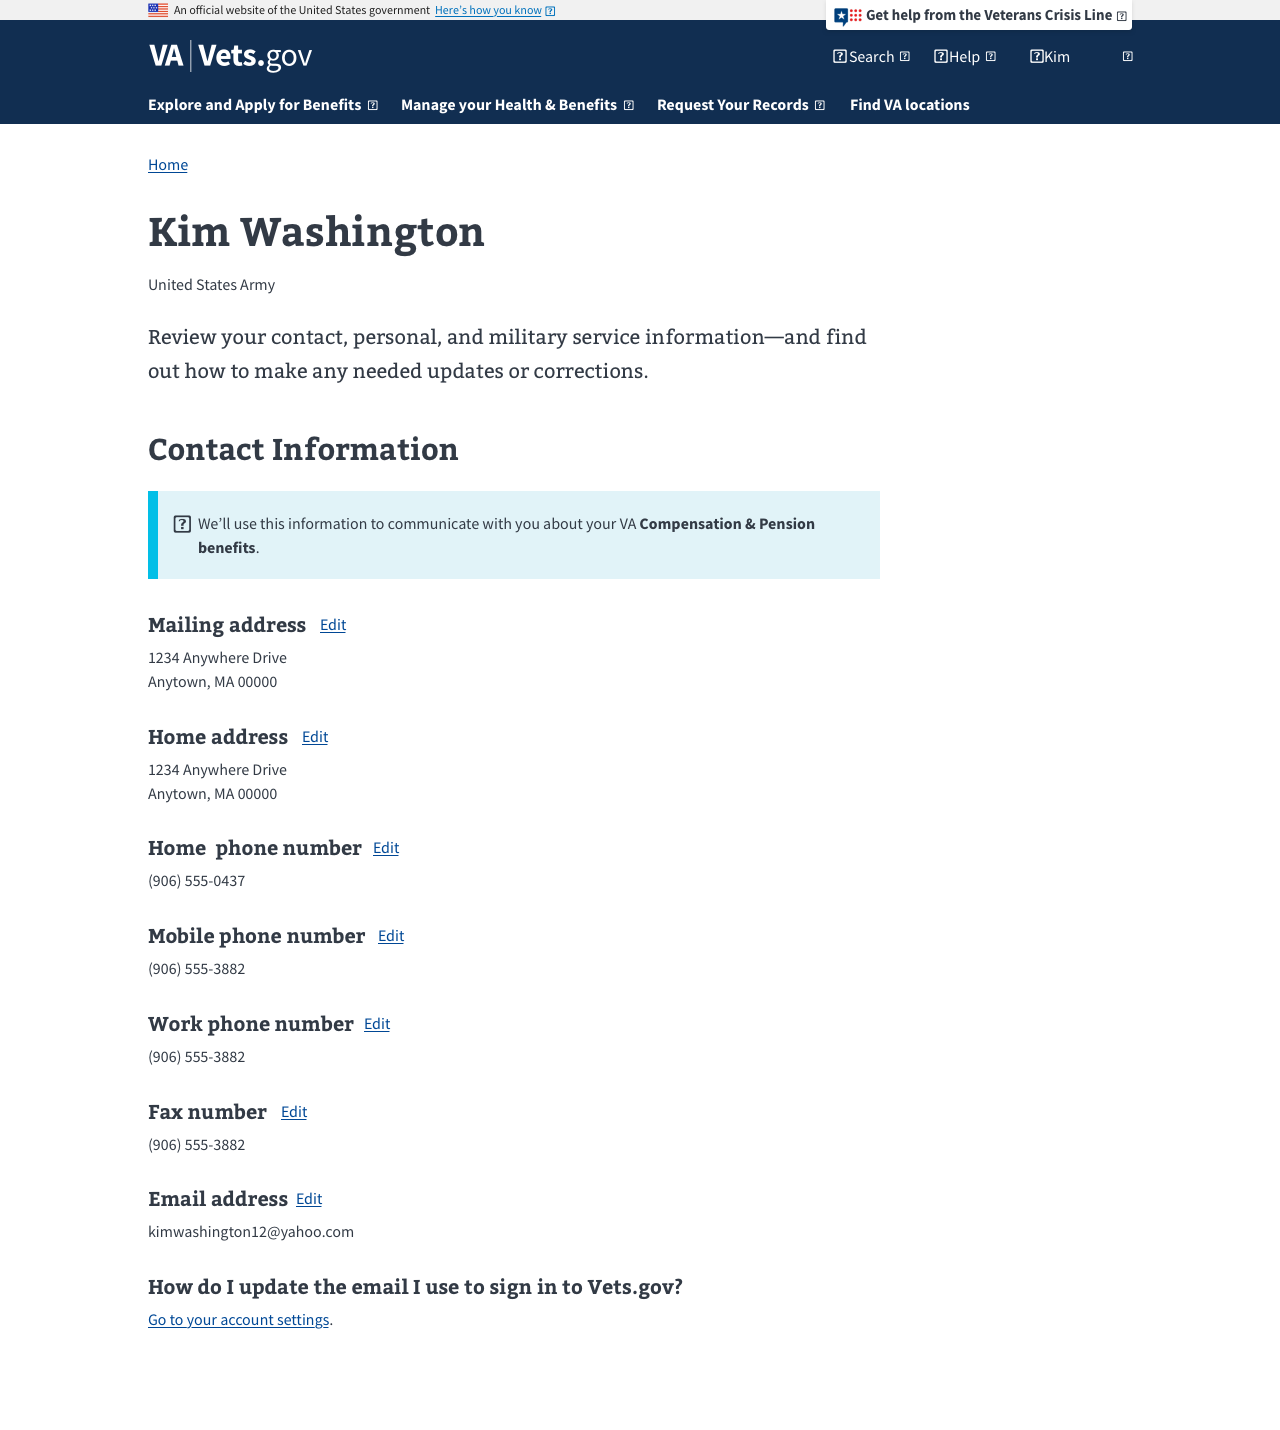 An official website of the United States government Here's how you know
Get help from the Veterans Crisis Line
VA Vets.gov
Search Help Kim
Explore and Apply for Benefits Manage your Health & Benefits Request Your Records Find VA locations
Home
Kim Washington
United States Army
Review your contact, personal, and military service information—and find
out how to make any needed updates or corrections.
Contact Information
We'll use this information to communicate with you about your VA Compensation & Pension
benefits.
Mailing address Edit
1234 Anywhere Drive
Anytown, MA 00000
Home address Edit
1234 Anywhere Drive
Anytown, MA 00000
Home phone number Edit
(906) 555-0437
Mobile phone number Edit
(906) 555-3882
Work phone number Edit
(906) 555-3882
Fax number Edit
(906) 555-3882
Email address Edit
kimwashington12@yahoo.com
How do I update the email I use to sign in to Vets.gov?
Go to your account settings.